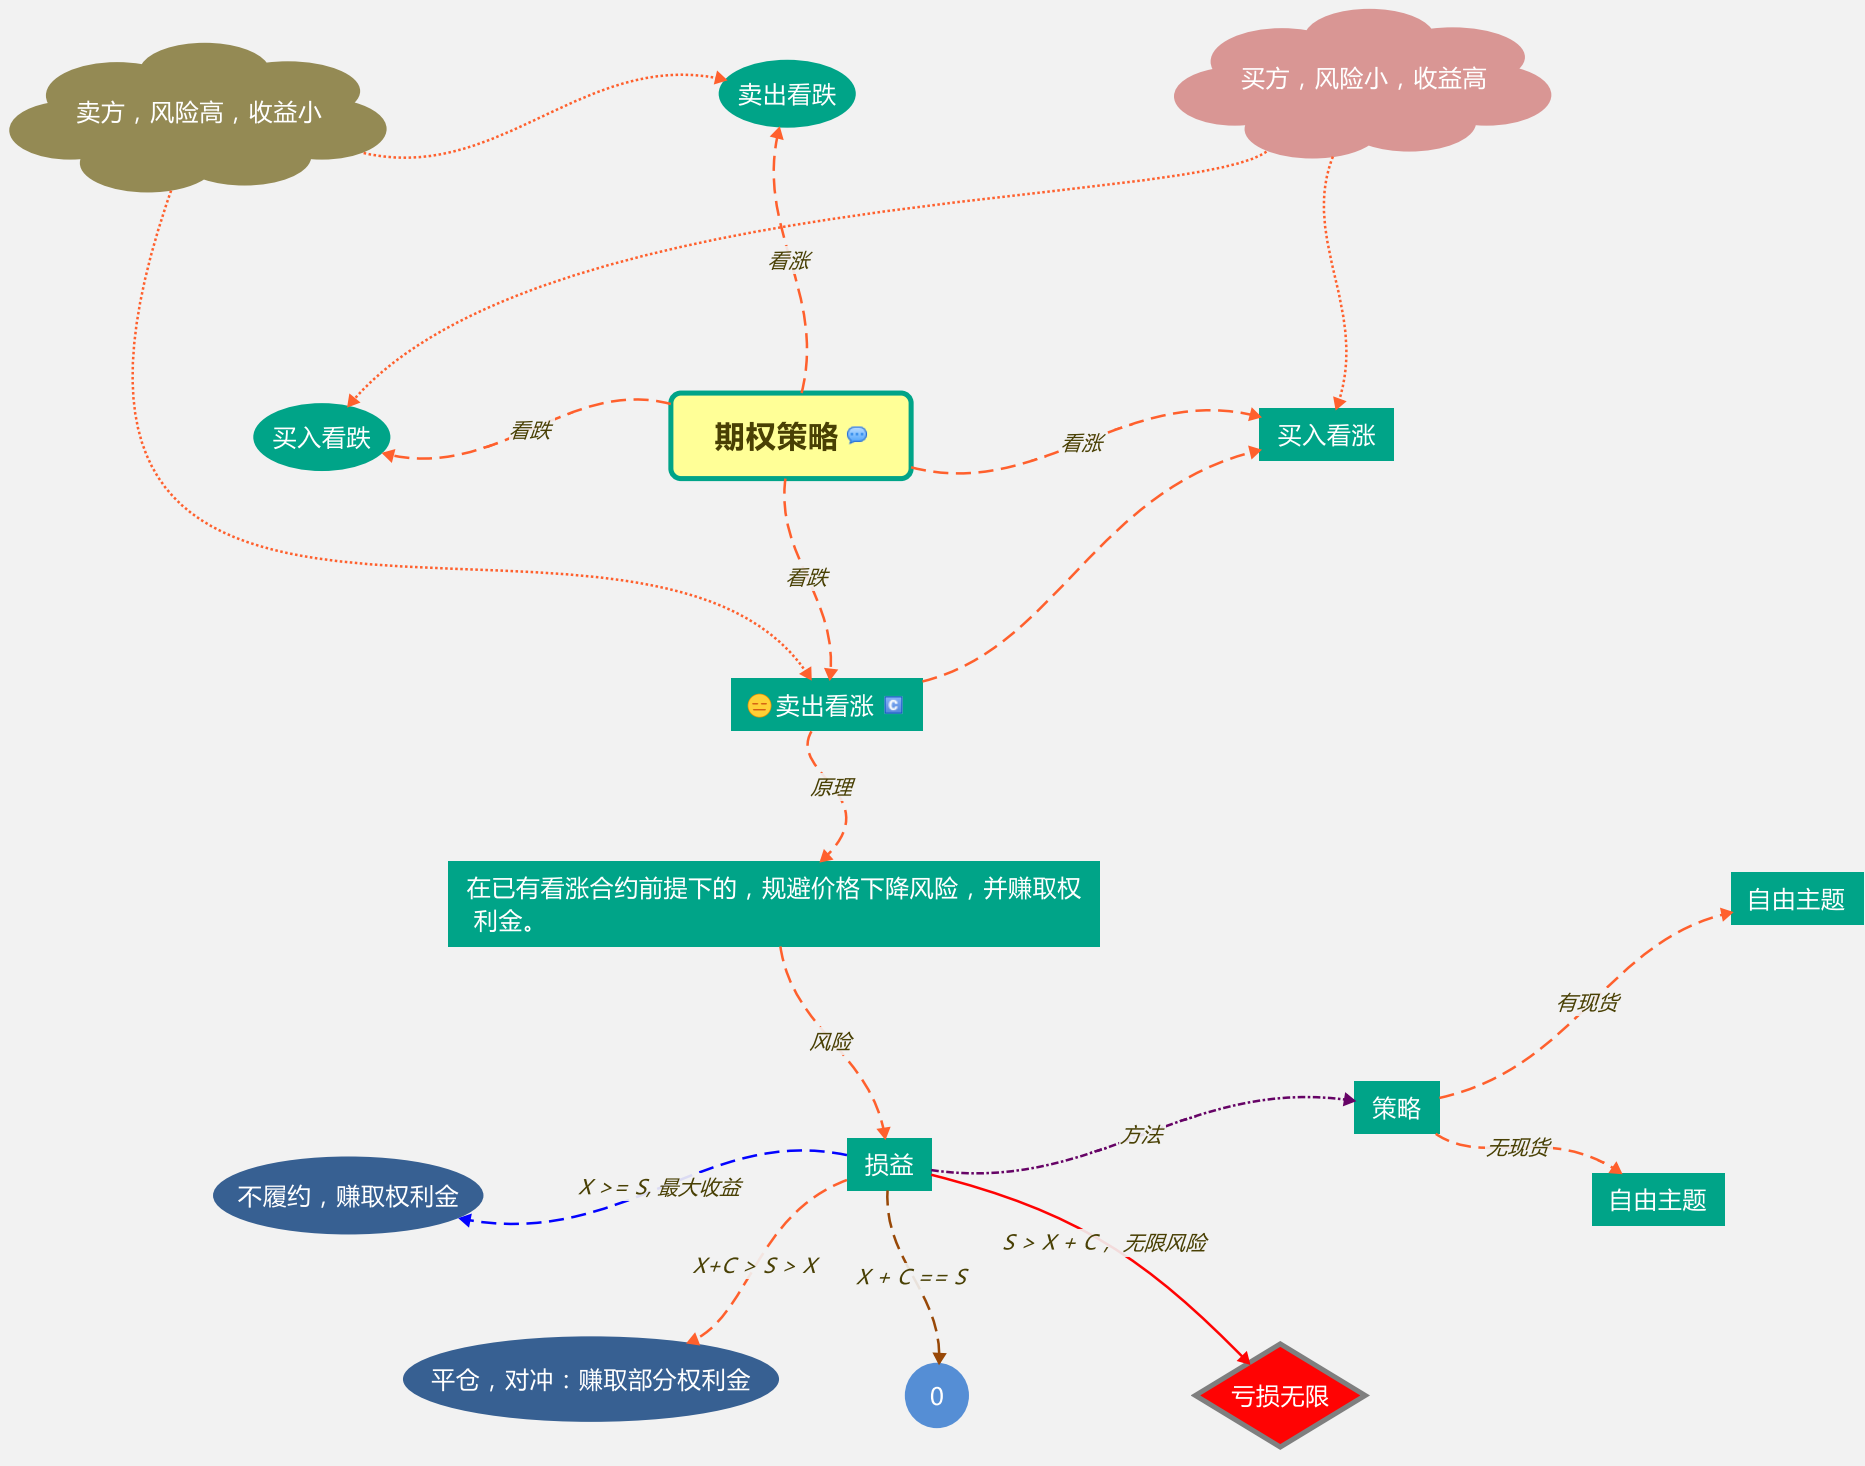 卖方，风险高，收益小
卖出看跌
买方，风险小，收益高
看涨
买入看跌
看跌
期权策略
看涨
买入看涨
看跌
卖出看涨 C
原理
在已有看涨合约前提下的，规避价格下降风险，并赚取权
利金。
自由主题
有现货
风险
策略
方法
无现货
损益
不履约，赚取权利金
X >= S, 最大收益
自由主题
S > X + C， 无限风险
X+C > S > X
X + C == S
平仓，对冲：赚取部分权利金
0
亏损无限